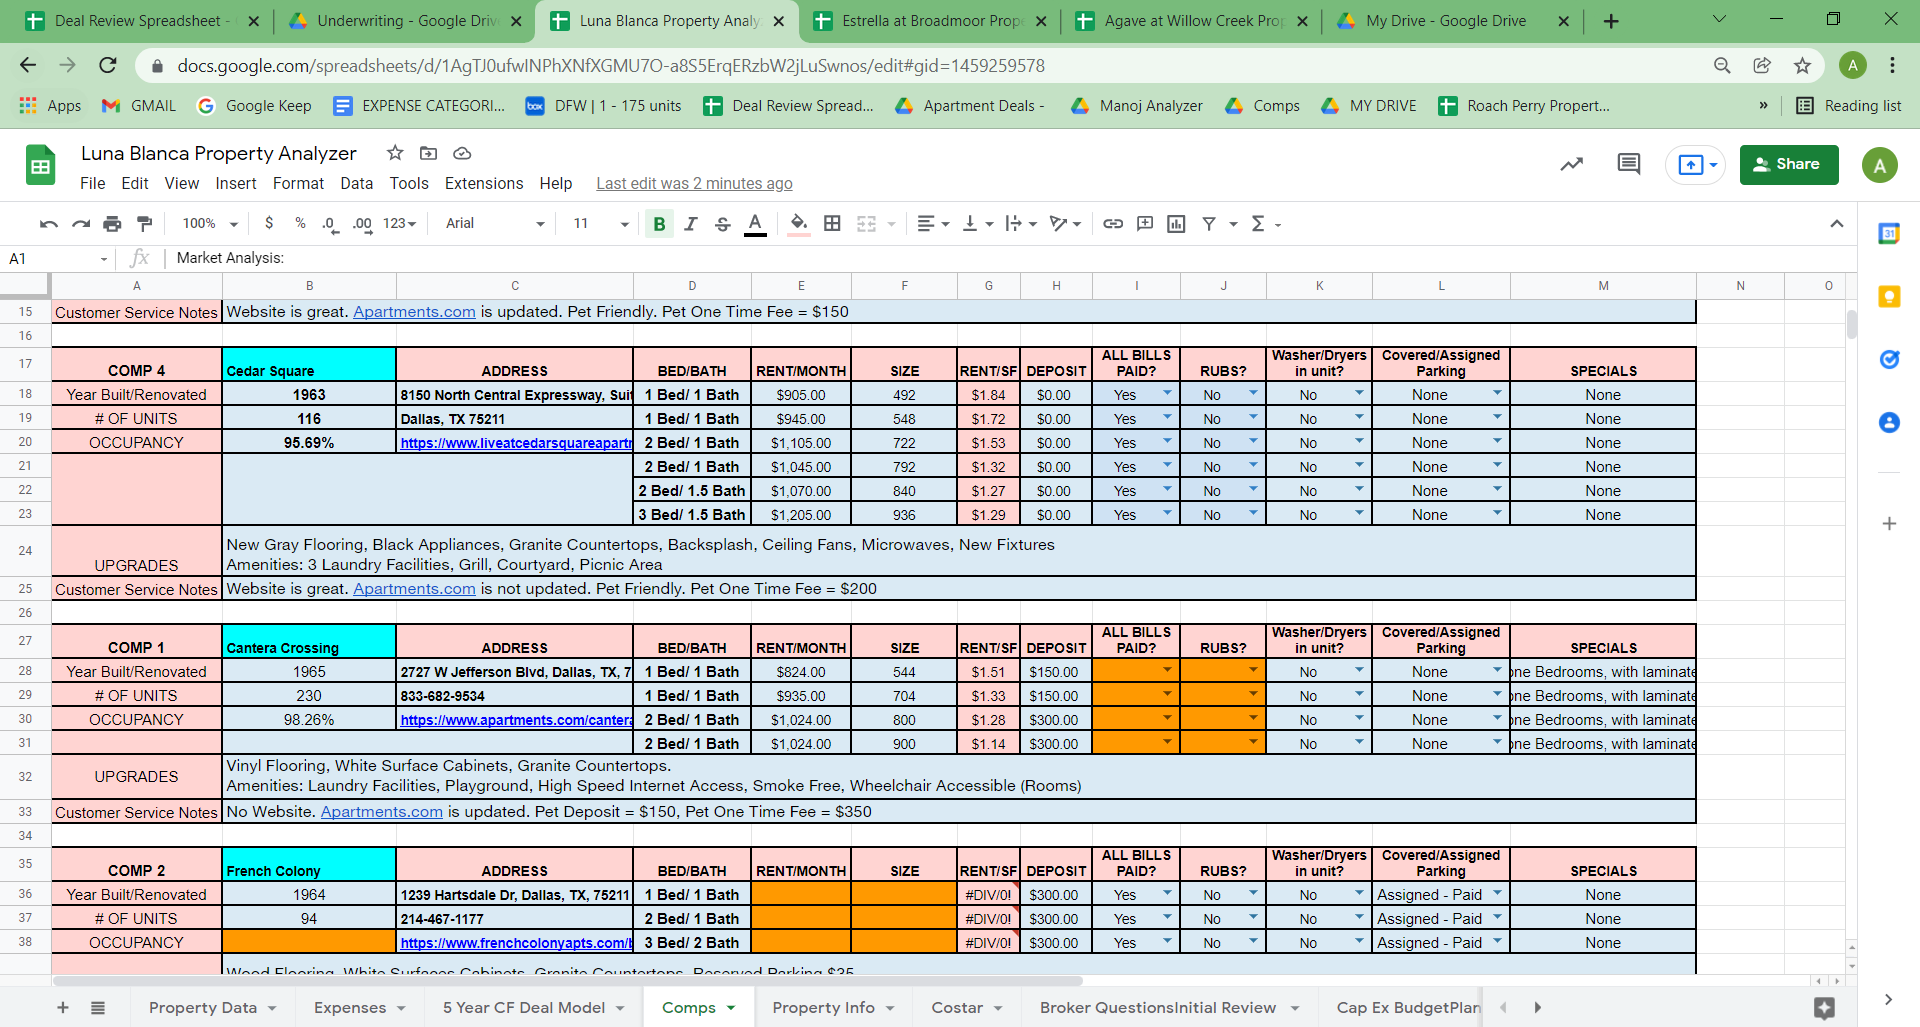 Deal Review Spreadsheet -
Underwriting - Google Drive
Luna Blanca Property Analyz
Estrella at Broadmoor Prope
Agave at Willow Creek Prop
My Drive - Google Drive
docs.google.com/spreadsheets/d/1AgTJ0ufwINPhXNfXGMU7O-a8S5ErqERzbW2jLuSwnos/edit#gid=1459259578
A
Apps GMAIL Google Keep EXPENSE CATEGORI... box DFW | 1 - 175 units Deal Review Spread... Apartment Deals - Manoj Analyzer Comps MY DRIVE Roach Perry Propert... » Reading list
Luna Blanca Property Analyzer
File Edit View Insert Format Data Tools Extensions Help Last edit was 2 minutes ago
Share
A
100% $ % .0 .00 123 Arial 11 B I S A Σ
31
A1 fx Market Analysis:
A B C D E F G H I J K L M N O
15 Customer Service Notes Website is great. Apartments.com is updated. Pet Friendly. Pet One Time Fee = $150
16
17 COMP 4 Cedar Square ADDRESS BED/BATH RENT/MONTH SIZE RENT/SF DEPOSIT ALL BILLS PAID? RUBS? Washer/Dryers in unit? Covered/Assigned Parking SPECIALS
18 Year Built/Renovated 1963 8150 North Central Expressway, Suit 1 Bed/ 1 Bath $905.00 492 $1.84 $0.00 Yes No No None None
19 # OF UNITS 116 Dallas, TX 75211 1 Bed/ 1 Bath $945.00 548 $1.72 $0.00 Yes No No None None
20 OCCUPANCY 95.69% https://www.liveatcedarsquareapartm 2 Bed/ 1 Bath $1,105.00 722 $1.53 $0.00 Yes No No None None
21 2 Bed/ 1 Bath $1,045.00 792 $1.32 $0.00 Yes No No None None
22 2 Bed/ 1.5 Bath $1,070.00 840 $1.27 $0.00 Yes No No None None
23 3 Bed/ 1.5 Bath $1,205.00 936 $1.29 $0.00 Yes No No None None
24 UPGRADES New Gray Flooring, Black Appliances, Granite Countertops, Backsplash, Ceiling Fans, Microwaves, New Fixtures
Amenities: 3 Laundry Facilities, Grill, Courtyard, Picnic Area
25 Customer Service Notes Website is great. Apartments.com is not updated. Pet Friendly. Pet One Time Fee = $200
26
27 COMP 1 Cantera Crossing ADDRESS BED/BATH RENT/MONTH SIZE RENT/SF DEPOSIT ALL BILLS PAID? RUBS? Washer/Dryers in unit? Covered/Assigned Parking SPECIALS
28 Year Built/Renovated 1965 2727 W Jefferson Blvd, Dallas, TX, 7 1 Bed/ 1 Bath $824.00 544 $1.51 $150.00 No None one Bedrooms, with laminate
29 # OF UNITS 230 833-682-9534 1 Bed/ 1 Bath $935.00 704 $1.33 $150.00 No None one Bedrooms, with laminate
30 OCCUPANCY 98.26% https://www.apartments.com/cantera 2 Bed/ 1 Bath $1,024.00 800 $1.28 $300.00 No None one Bedrooms, with laminate
31 2 Bed/ 1 Bath $1,024.00 900 $1.14 $300.00 No None one Bedrooms, with laminate
32 UPGRADES Vinyl Flooring, White Surface Cabinets, Granite Countertops.
Amenities: Laundry Facilities, Playground, High Speed Internet Access, Smoke Free, Wheelchair Accessible (Rooms)
33 Customer Service Notes No Website. Apartments.com is updated. Pet Deposit = $150, Pet One Time Fee = $350
34
35 COMP 2 French Colony ADDRESS BED/BATH RENT/MONTH SIZE RENT/SF DEPOSIT ALL BILLS PAID? RUBS? Washer/Dryers in unit? Covered/Assigned Parking SPECIALS
36 Year Built/Renovated 1964 1239 Hartsdale Dr, Dallas, TX, 75211 1 Bed/ 1 Bath #DIV/0! $300.00 Yes No No Assigned - Paid None
37 # OF UNITS 94 214-467-1177 2 Bed/ 1 Bath #DIV/0! $300.00 Yes No No Assigned - Paid None
38 OCCUPANCY https://www.frenchcolonyapts.com/b 3 Bed/ 2 Bath #DIV/0! $300.00 Yes No No Assigned - Paid None
Wood Flooring, White Surfaces Cabinets, Granite Countertops, Reserved Parking $35
Property Data Expenses 5 Year CF Deal Model Comps Property Info Costar Broker QuestionsInitial Review Cap Ex BudgetPlan